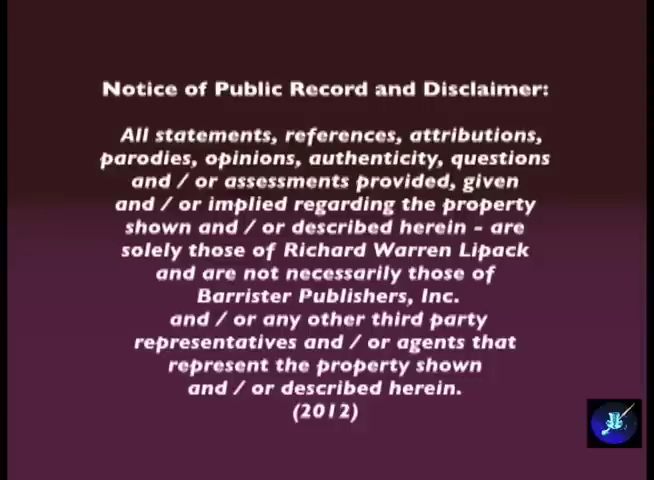 Notice of Public Record and Disclaimer:
All statements, references, attributions,
parodies, opinions, authenticity, questions
and / or assessments provided, given
and / or implied regarding the property
shown and / or described herein - are
solely those of Richard Warren Lipack
and are not necessarily those of
Barrister Publishers, Inc.
and / or any other third party
representatives and / or agents that
represent the property shown
and / or described herein.
(2012)